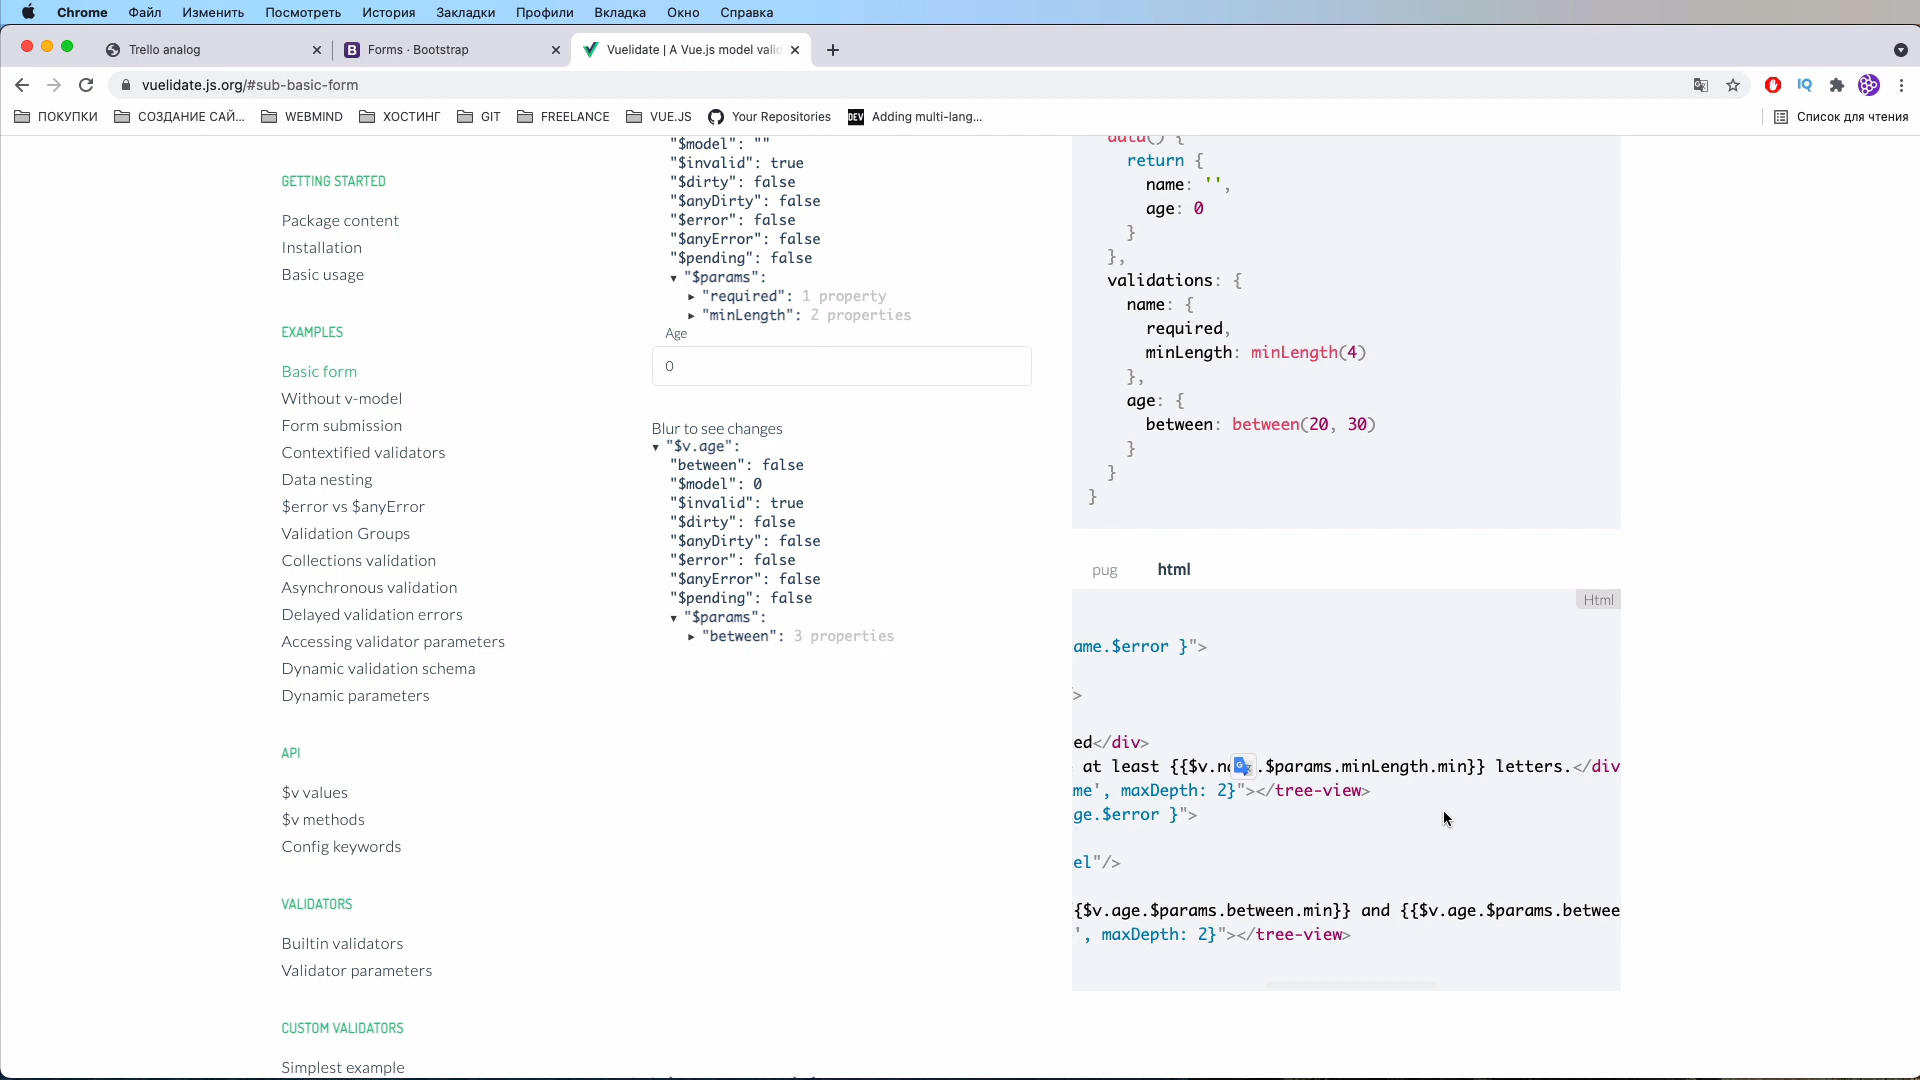 Chrome Файл Изменить Посмотреть История Закладки Профили Вкладка Окно Справка
Trello analog
Forms · Bootstrap
Vuelidate | A Vue.js model valid
vuelidate.js.org/#sub-basic-form
ПОКУПКИ СОЗДАНИЕ САЙ... WEBMIND ХОСТИНГ GIT FREELANCE VUE.JS Your Repositories DEV Adding multi-lang... Список для чтения
GETTING STARTED
Package content
Installation
Basic usage
EXAMPLES
Basic form
Without v-model
Form submission
Contextified validators
Data nesting
$error vs $anyError
Validation Groups
Collections validation
Asynchronous validation
Delayed validation errors
Accessing validator parameters
Dynamic validation schema
Dynamic parameters
API
$v values
$v methods
Config keywords
VALIDATORS
Builtin validators
Validator parameters
CUSTOM VALIDATORS
Simplest example
"$model": ""
"$invalid": true
"$dirty": false
"$anyDirty": false
"$error": false
"$anyError": false
"$pending": false
"$params":
"required": 1 property
"minLength": 2 properties
Age
0
Blur to see changes
"$v.age":
"between": false
"$model": 0
"$invalid": true
"$dirty": false
"$anyDirty": false
"$error": false
"$anyError": false
"$pending": false
"$params":
"between": 3 properties
data() {
return {
name: '',
age: 0
}
},
validations: {
name: {
required,
minLength: minLength(4)
},
age: {
between: between(20, 30)
}
}
}
pug html
Html
ame.$error }">
>
ed</div>
at least {{$v.na .$params.minLength.min}} letters.</div
me', maxDepth: 2}"></tree-view>
ge.$error }">
el"/>
{$v.age.$params.between.min}} and {{$v.age.$params.betwee
', maxDepth: 2}"></tree-view>